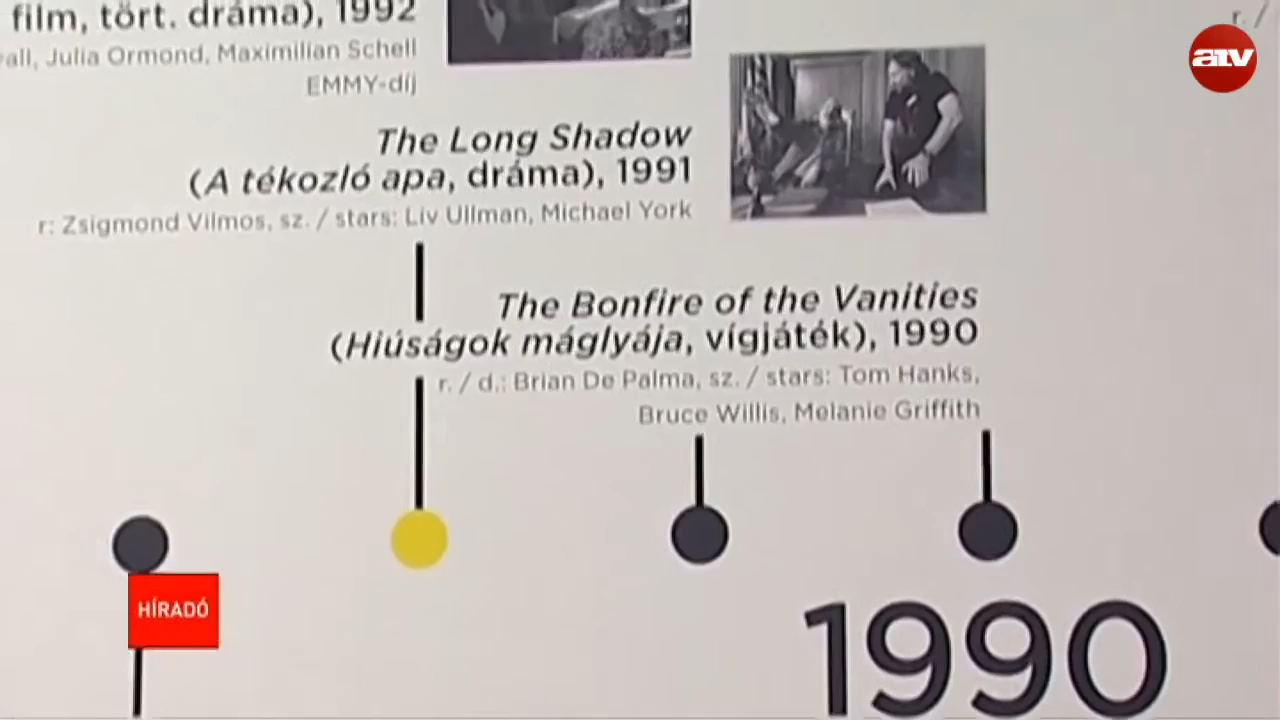 film, tört. dráma), 1992
Julia Ormond, Maximilian Schell
EMMY-díj
r. /
atv
The Long Shadow
(A tékozló apa, dráma), 1991
r: Zsigmond Vilmos, sz. / stars: Liv Ullman, Michael York
The Bonfire of the Vanities
(Hiúságok máglyája, vígjáték), 1990
r. / d.: Brian De Palma, sz. / stars: Tom Hanks,
Bruce Willis, Melanie Griffith
HÍRADÓ
1990